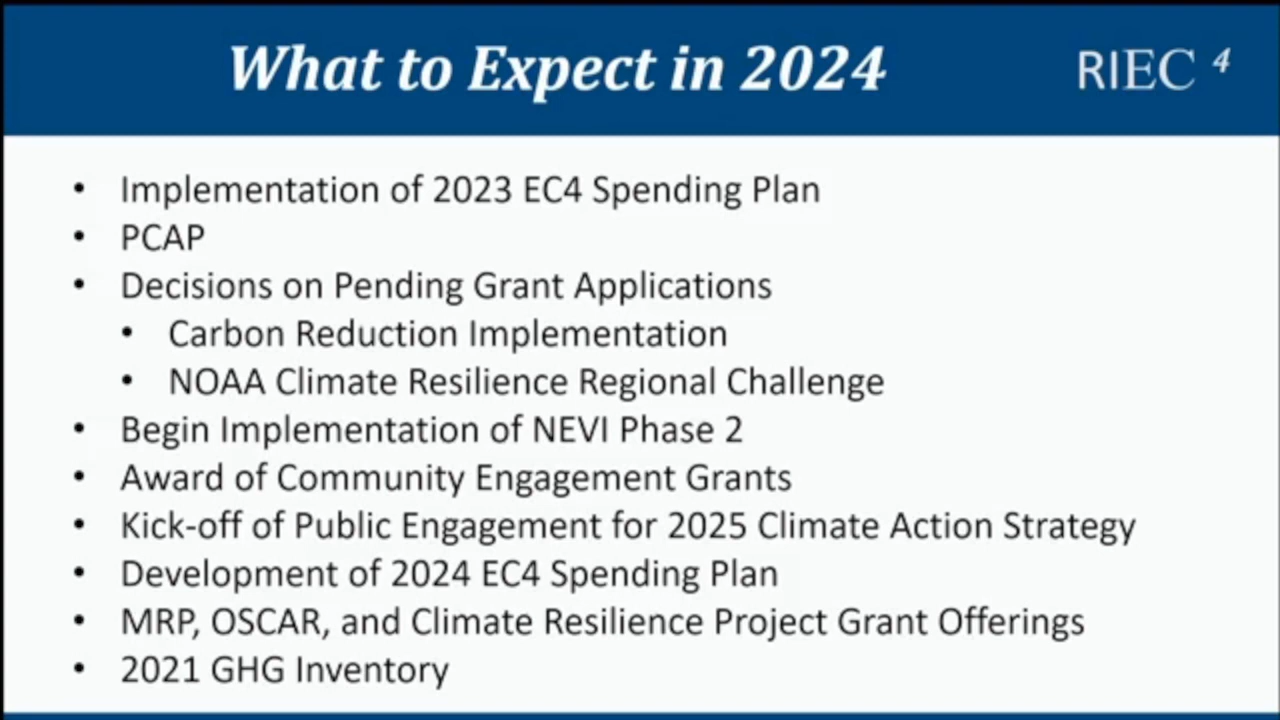 What to Expect in 2024
RIEC 4
• Implementation of 2023 EC4 Spending Plan
• PCAP
• Decisions on Pending Grant Applications
• Carbon Reduction Implementation
• NOAA Climate Resilience Regional Challenge
• Begin Implementation of NEVI Phase 2
• Award of Community Engagement Grants
• Kick-off of Public Engagement for 2025 Climate Action Strategy
• Development of 2024 EC4 Spending Plan
• MRP, OSCAR, and Climate Resilience Project Grant Offerings
• 2021 GHG Inventory